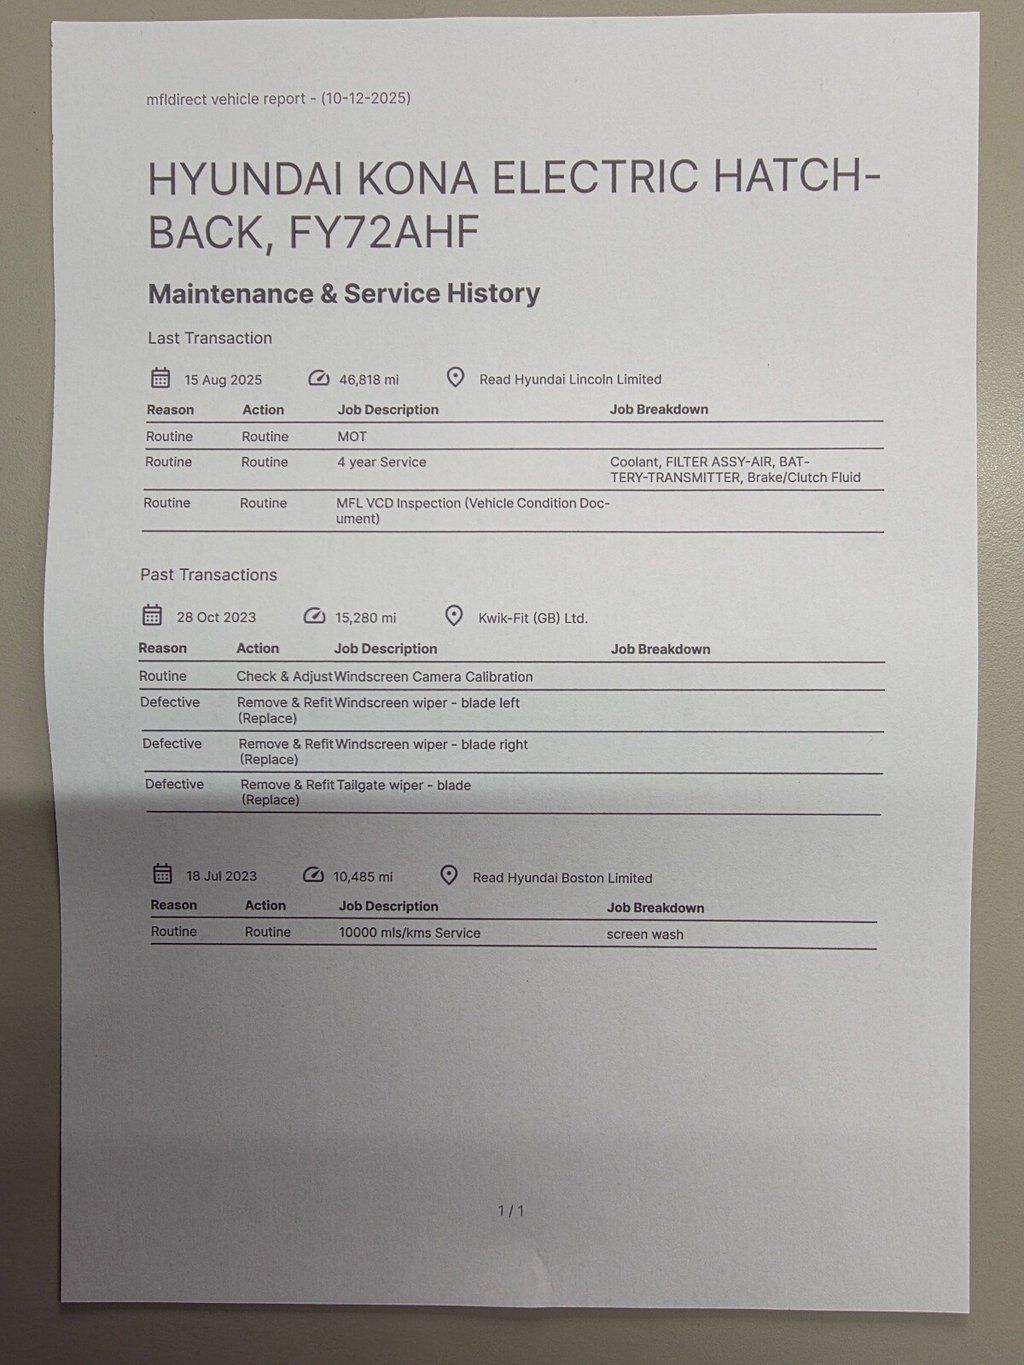 mfldirect vehicle report - (10-12-2025)
HYUNDAI KONA ELECTRIC HATCH-
BACK, FY72AHF
Maintenance & Service History
Last Transaction
15 Aug 2025 46,818 mi Read Hyundai Lincoln Limited
Reason Action Job Description Job Breakdown
Routine Routine MOT
Routine Routine 4 year Service Coolant, FILTER ASSY-AIR, BAT-
TERY-TRANSMITTER, Brake/Clutch Fluid
Routine Routine MFL VCD Inspection (Vehicle Condition Doc-
ument)
Past Transactions
28 Oct 2023 15,280 mi Kwik-Fit (GB) Ltd.
Reason Action Job Description Job Breakdown
Routine Check & Adjust Windscreen Camera Calibration
Defective Remove & Refit Windscreen wiper - blade left
(Replace)
Defective Remove & Refit Windscreen wiper - blade right
(Replace)
Defective Remove & Refit Tailgate wiper - blade
(Replace)
18 Jul 2023 10,485 mi Read Hyundai Boston Limited
Reason Action Job Description Job Breakdown
Routine Routine 10000 mls/kms Service screen wash
1 / 1